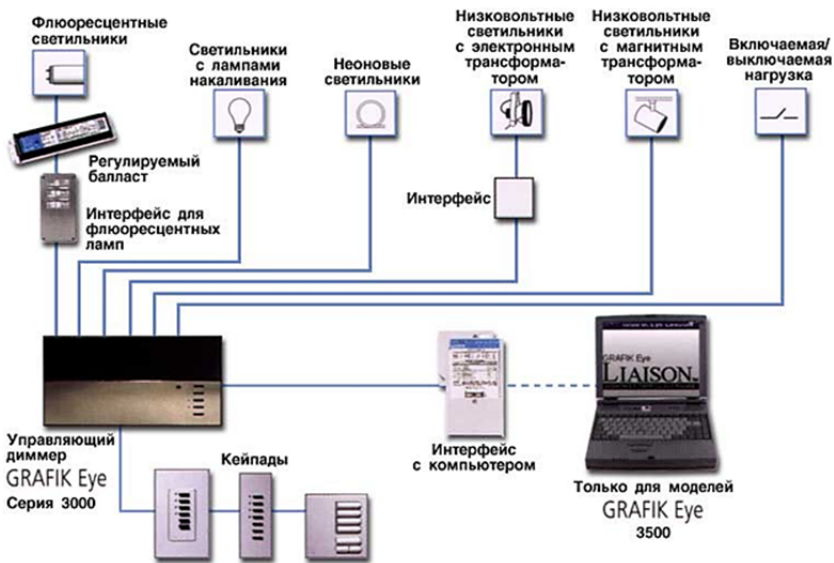 Флюоресцентные
светильники
Светильники
с лампами
накаливания
Неоновые
светильники
Низковольтные
светильники
с электронным
трансформа-
тором
Низковольтные
светильники
с магнитным
трансформа-
тором
Включаемая/
выключаемая
нагрузка
Регулируемый
балласт
Интерфейс для
флюоресцентных
ламп
Интерфейс
GRAFIK Eye
LIAISON
Управляющий
диммер
GRAFIK Eye
Серия 3000
Кейпады
Интерфейс
с компьютером
Только для моделей
GRAFIK Eye
3500